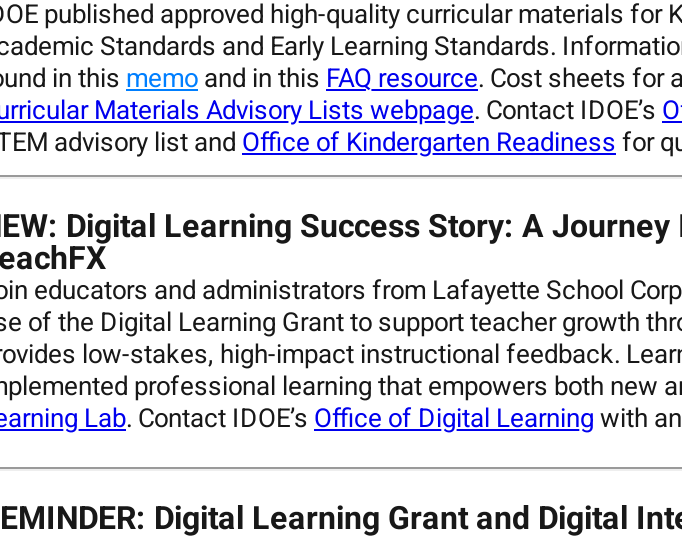 DOE published approved high-quality curricular materials for K
cademic Standards and Early Learning Standards. Informatio
ound in this memo and in this FAQ resource. Cost sheets for a
urricular Materials Advisory Lists webpage. Contact IDOE’s O
TEM advisory list and Office of Kindergarten Readiness for qu
EW: Digital Learning Success Story: A Journey
eachFX
oin educators and administrators from Lafayette School Corp
se of the Digital Learning Grant to support teacher growth thr
rovides low-stakes, high-impact instructional feedback. Lear
mplemented professional learning that empowers both new a
earning Lab. Contact IDOE’s Office of Digital Learning with an
EMINDER: Digital Learning Grant and Digital Inte